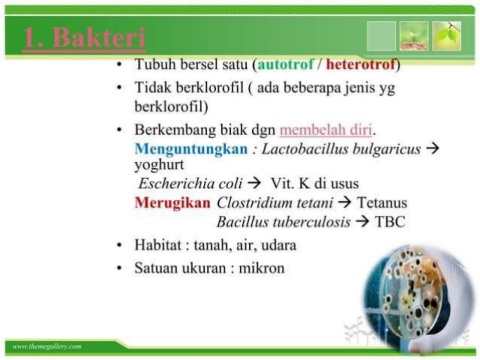 1. Bakteri
• Tubuh bersel satu (autotrof / heterotrof)
• Tidak berklorofil ( ada beberapa jenis yg
berklorofil)
• Berkembang biak dgn membelah diri.
Menguntungkan : Lactobacillus bulgaricus →
yoghurt
Escherichia coli → Vit. K di usus
Merugikan Clostridium tetani → Tetanus
Bacillus tuberculosis → TBC
• Habitat : tanah, air, udara
• Satuan ukuran : mikron
www.themegallery.com